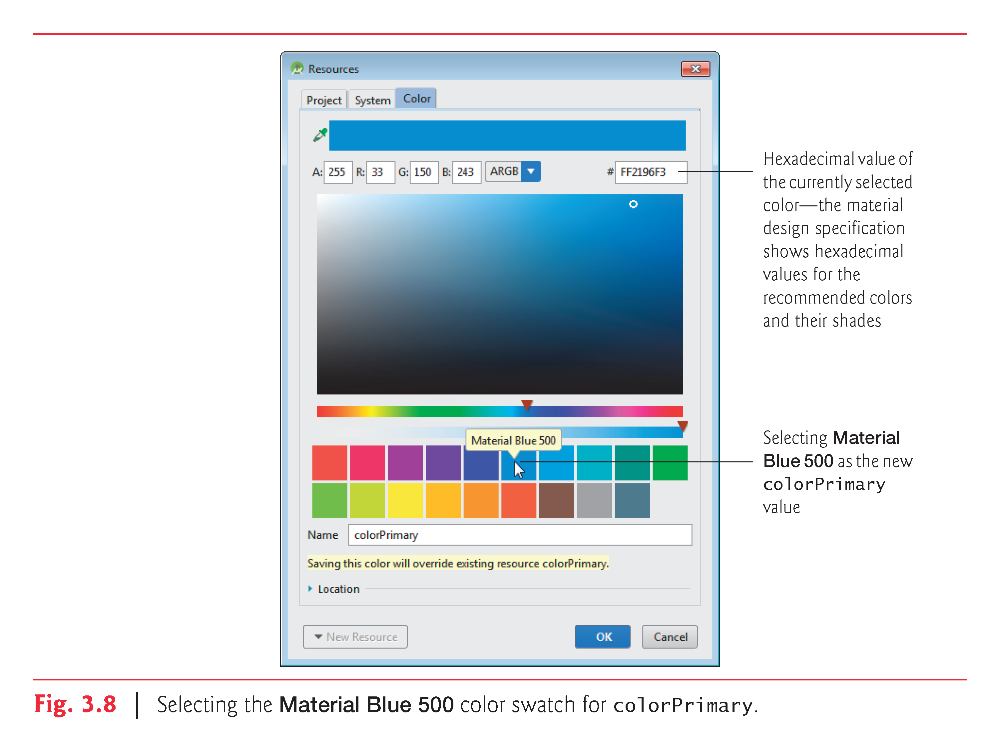 Resources
Project System Color
A: 255 R: 33 G: 150 B: 243 ARGB # FF2196F3
Hexadecimal value of
the currently selected
color—the material
design specification
shows hexadecimal
values for the
recommended colors
and their shades
Material Blue 500
Selecting Material
Blue 500 as the new
colorPrimary
value
Name colorPrimary
Saving this color will override existing resource colorPrimary.
Location
New Resource OK Cancel
Fig. 3.8 | Selecting the Material Blue 500 color swatch for colorPrimary.